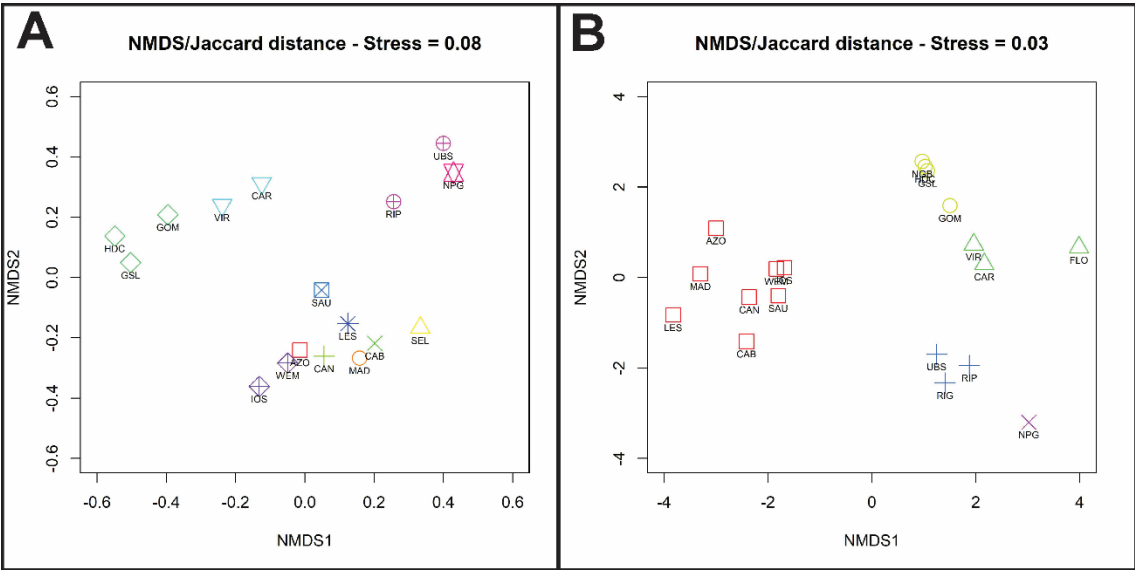 A
NMDS/Jaccard distance - Stress = 0.08
NMDS2
0.6
0.4
0.2
0.0
-0.2
-0.4
-0.6
UBS
NPG
RIP
CAR
VIR
GOM
HDC
GSL
SAU
LES
SEL
CAB
AZO
CAN
MAD
WEM
IOS
-0.6 -0.4 -0.2 0.0 0.2 0.4 0.6
NMDS1
B
NMDS/Jaccard distance - Stress = 0.03
NMDS2
4
2
0
-2
-4
NGB
HDC
GSL
GOM
AZO
VIR
FLO
MAD
WEM
IOS
CAR
CAN
SAU
LES
CAB
UBS
RIP
RIG
NPG
-4 -2 0 2 4
NMDS1